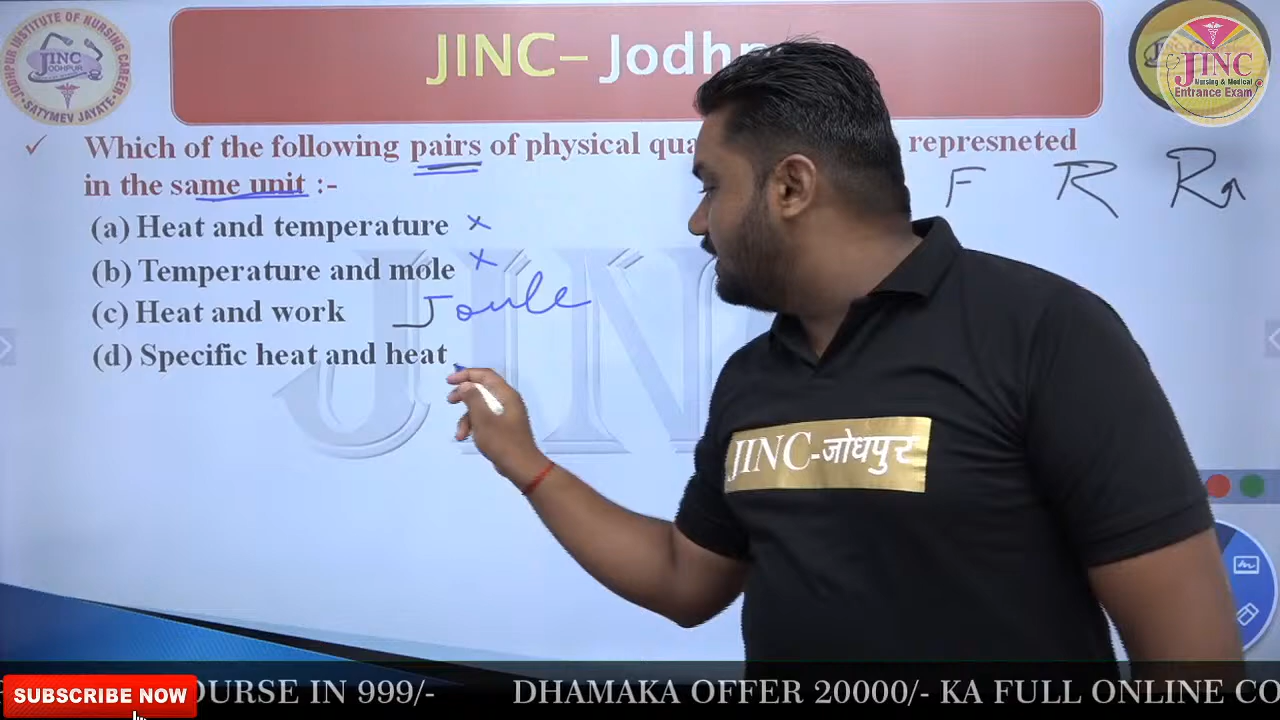 JINC– Jodhp
JODHPUR INSTITUTE OF NURSING CAREER
JINC
JODHPUR
SATYMEV JAYATE
JINC
Nursing & Medical
Entrance Exam
✓ Which of the following pairs of physical qua represneted
in the same unit :-
F R R
(a) Heat and temperature ×
(b) Temperature and mole ×
(c) Heat and work Joule
(d) Specific heat and heat
JINC
JINC-जोधपुर
SUBSCRIBE NOW
OURSE IN 999/- DHAMAKA OFFER 20000/- KA FULL ONLINE CO